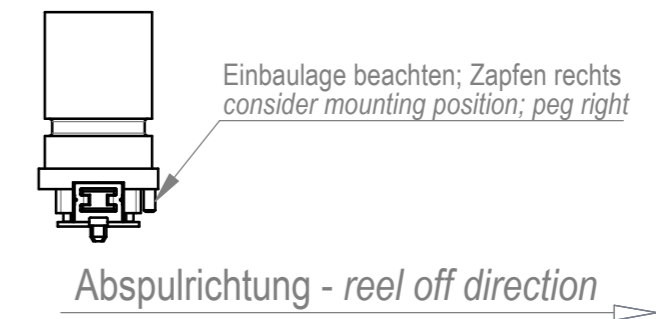 Einbaulage beachten; Zapfen rechts
consider mounting position; peg right
Abspulrichtung - reel off direction